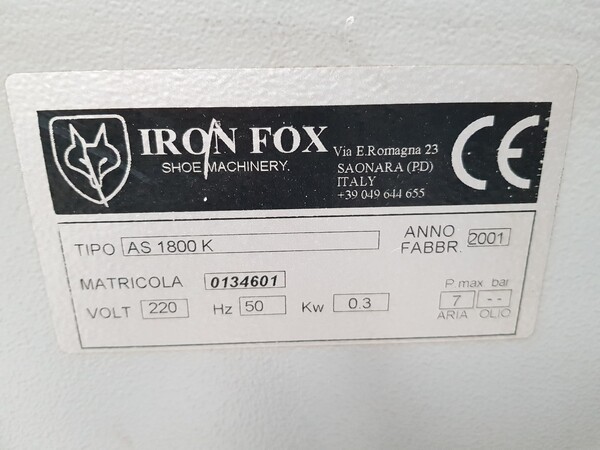 IRON FOX
SHOE MACHINERY.
Via E.Romagna 23
SAONARA (PD)
ITALY
+39 049 644 655
CE
TIPO AS 1800 K
ANNO FABBR. 2001
MATRICOLA 0134601
VOLT 220 Hz 50 Kw 0.3
P. max bar
7 --
ARIA OLIO